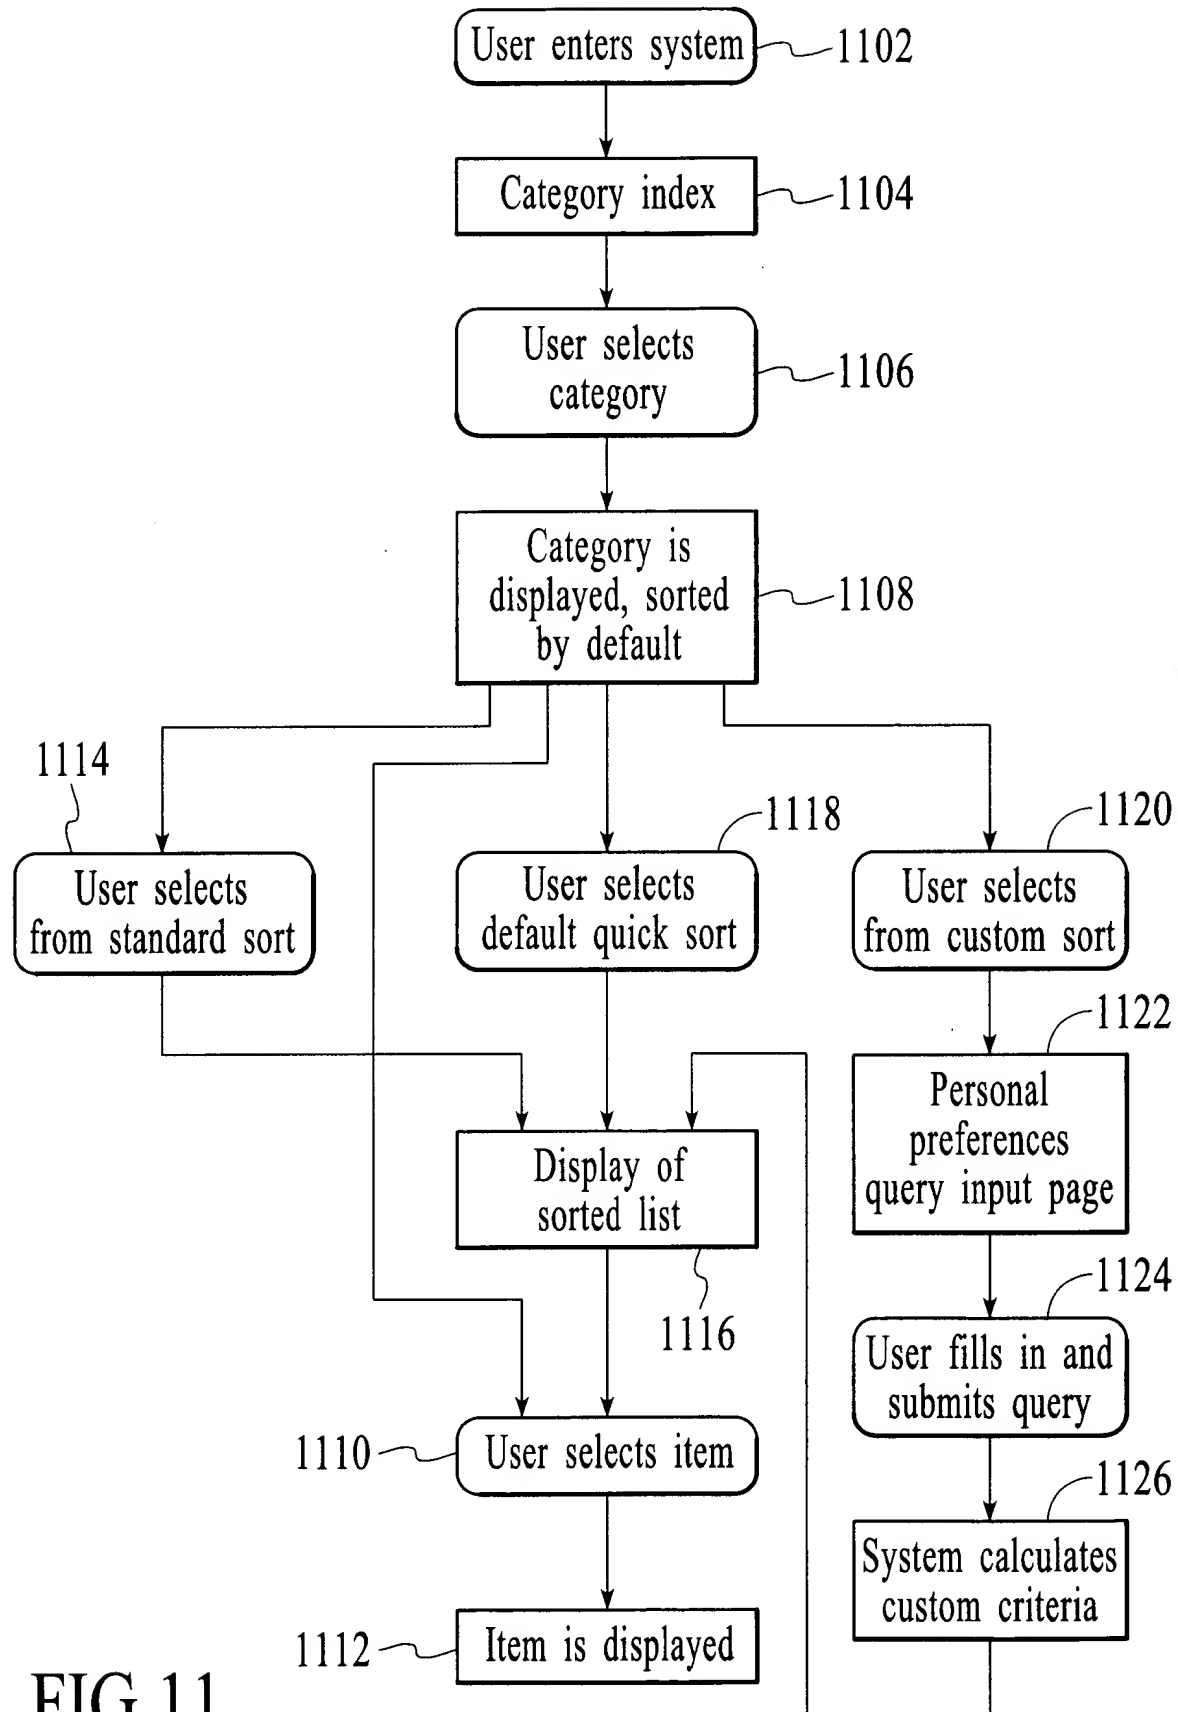 User enters system
1102
Category index
1104
User selects
category
1106
Category is
displayed, sorted
by default
1108
1114
User selects
from standard sort
1118
User selects
default quick sort
1120
User selects
from custom sort
1122
Personal
preferences
query input page
Display of
sorted list
1116
1124
User fills in and
submits query
1110
User selects item
1126
System calculates
custom criteria
1112
Item is displayed
FIG 11